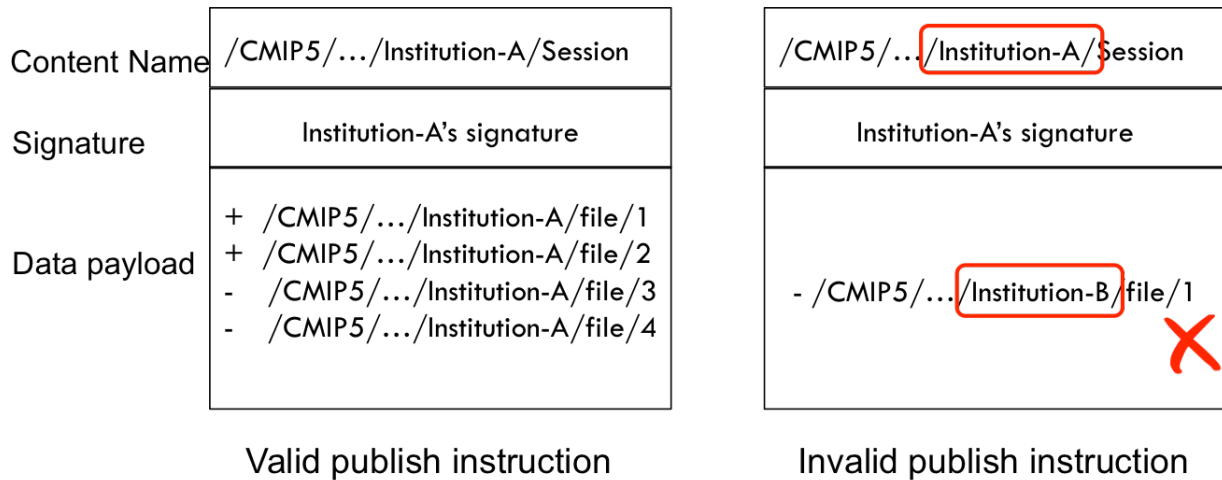 Content Name
/CMIP5/…/Institution-A/Session
Signature
Institution-A’s signature
Data payload
+ /CMIP5/…/Institution-A/file/1
+ /CMIP5/…/Institution-A/file/2
- /CMIP5/…/Institution-A/file/3
- /CMIP5/…/Institution-A/file/4
Valid publish instruction
/CMIP5/…/Institution-A/Session
Institution-A’s signature
- /CMIP5/…/Institution-B/file/1
Invalid publish instruction